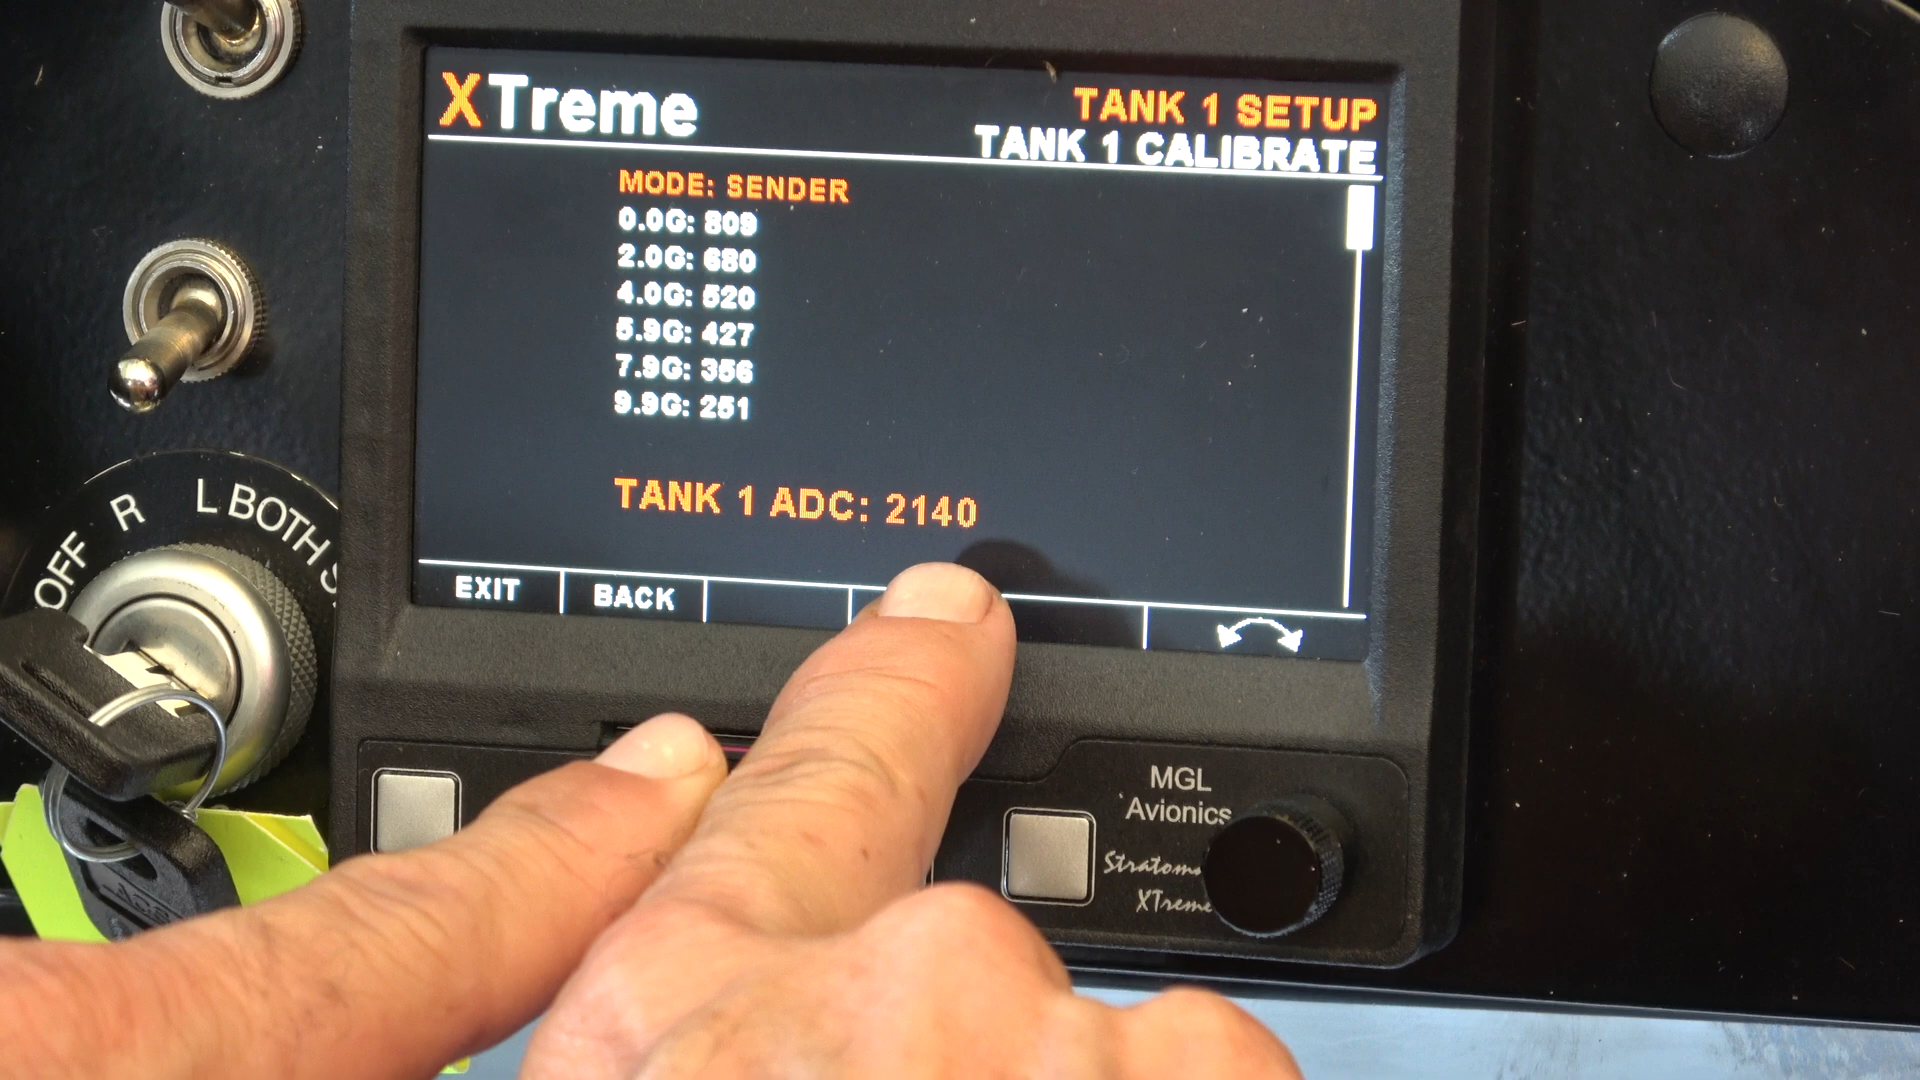 XTreme
TANK 1 SETUP
TANK 1 CALIBRATE
MODE: SENDER
0.0G: 809
2.0G: 680
4.0G: 520
5.9G: 427
7.9G: 356
9.9G: 251
TANK 1 ADC: 2140
EXIT BACK
OFF R L BOTH S
MGL
Avionics
XTreme